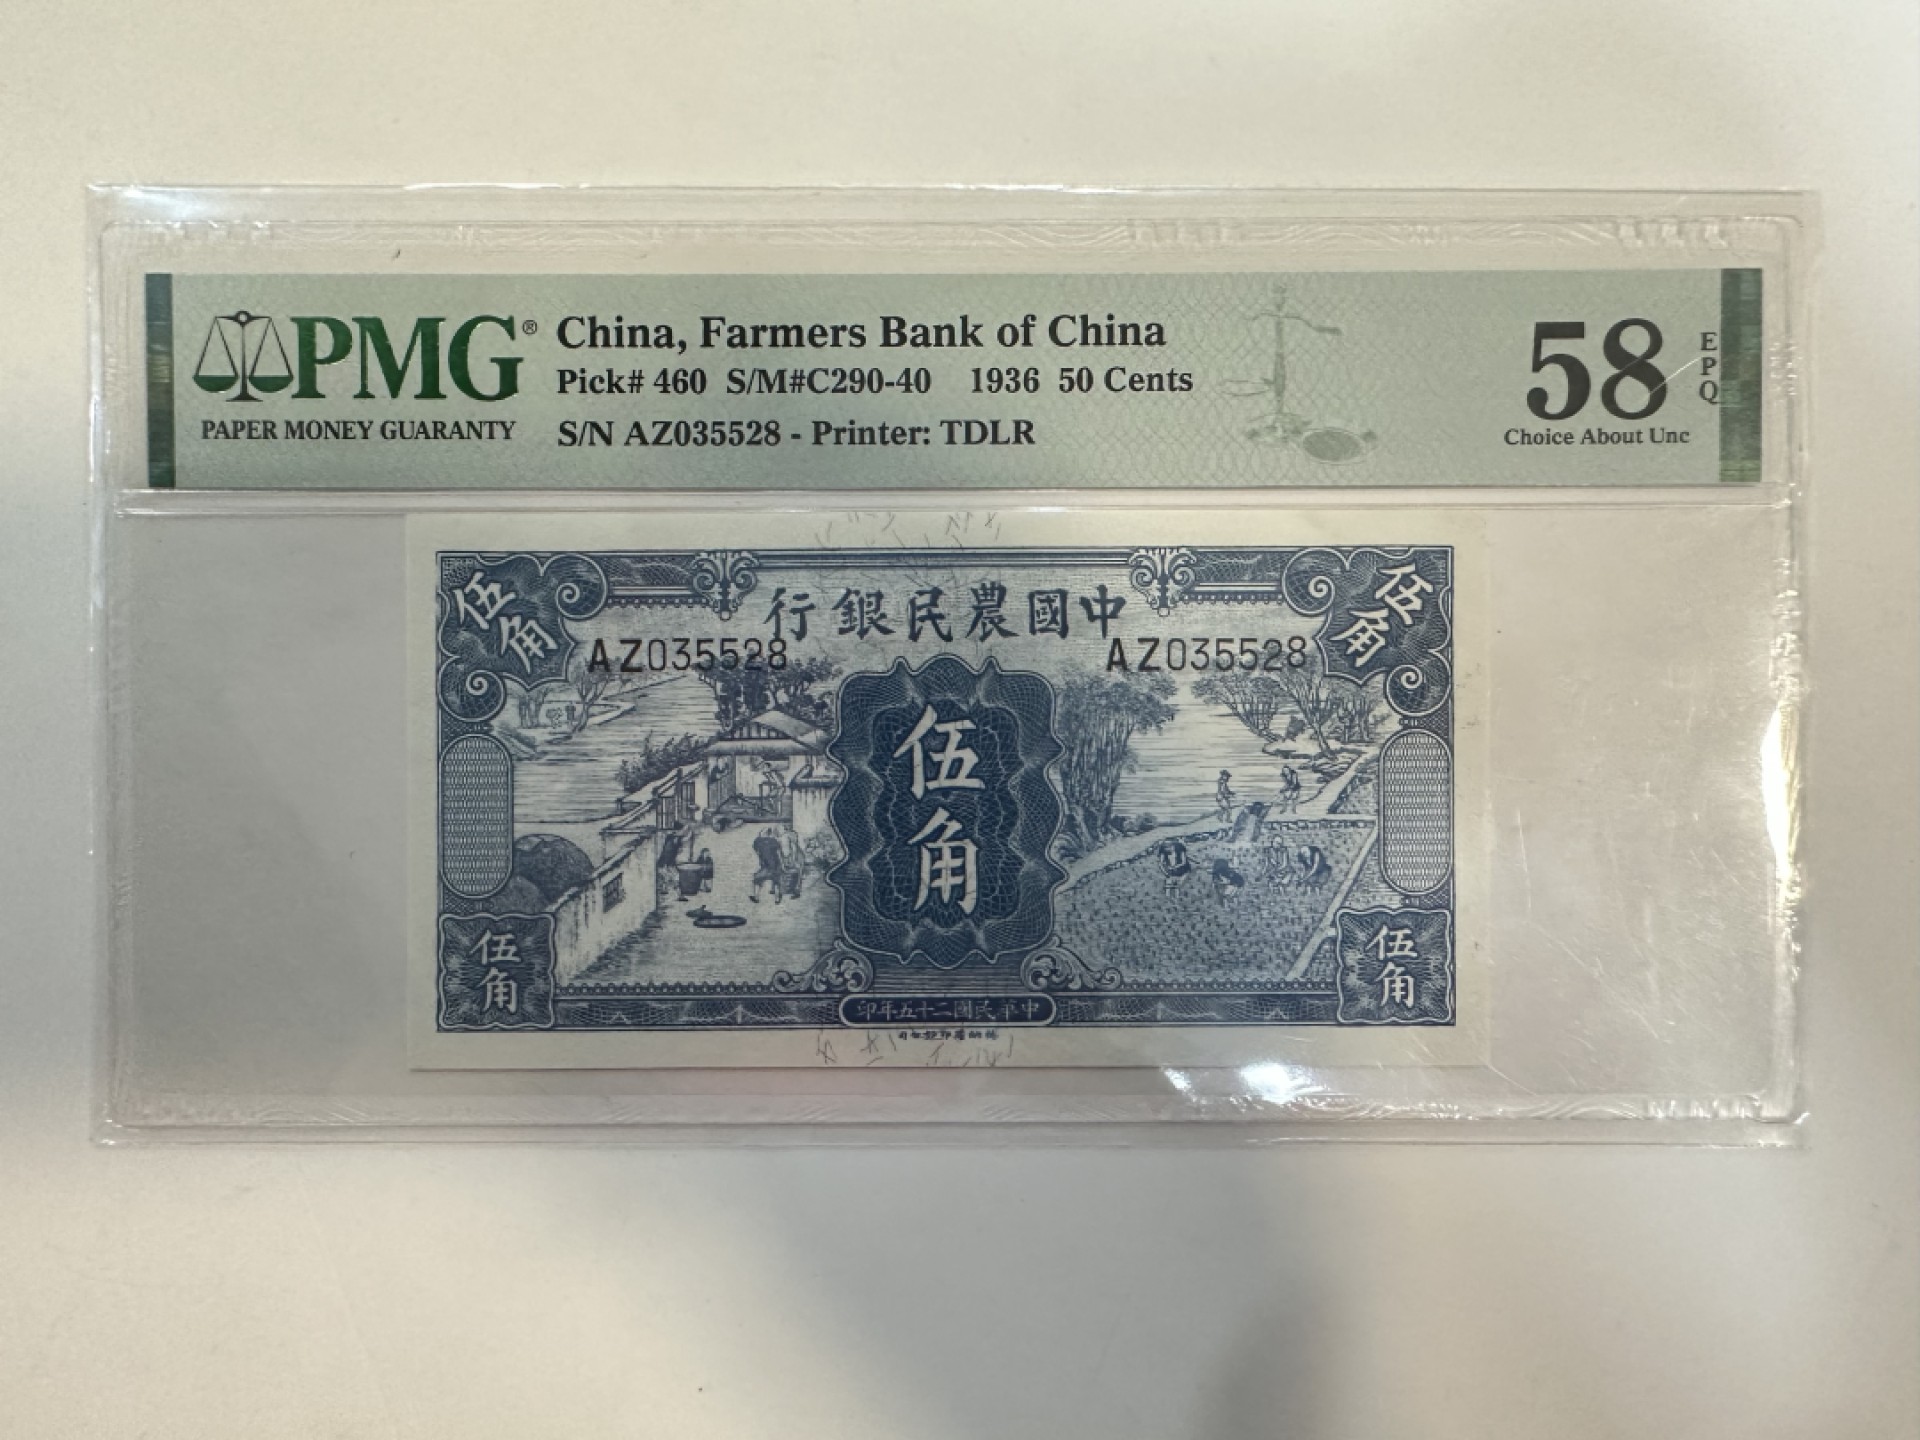 PMG®
PAPER MONEY GUARANTY
China, Farmers Bank of China
Pick# 460 S/M#C290-40 1936 50 Cents
S/N AZ035528 - Printer: TDLR
58 EPQ
Choice About Unc
伍角
行銀民農國中
伍角
AZ035528
AZ035528
伍角
伍角
伍角
印年五十二國民華中